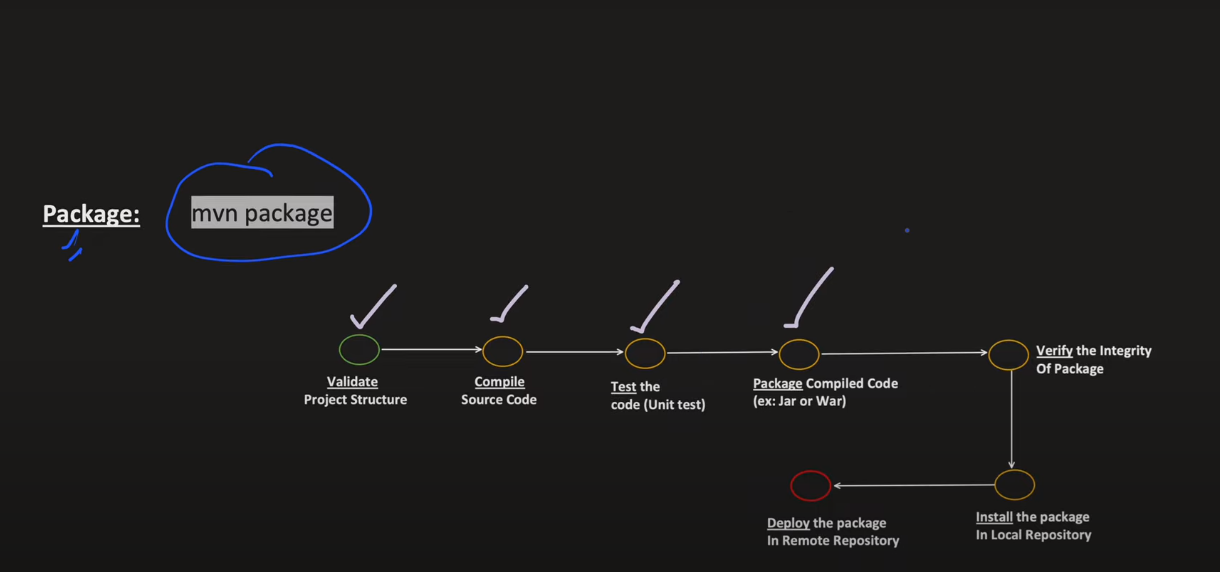 Package:
mvn package
Validate
Project Structure
Compile
Source Code
Test the
code (Unit test)
Package Compiled Code
(ex: Jar or War)
Verify the Integrity
Of Package
Deploy the package
In Remote Repository
Install the package
In Local Repository